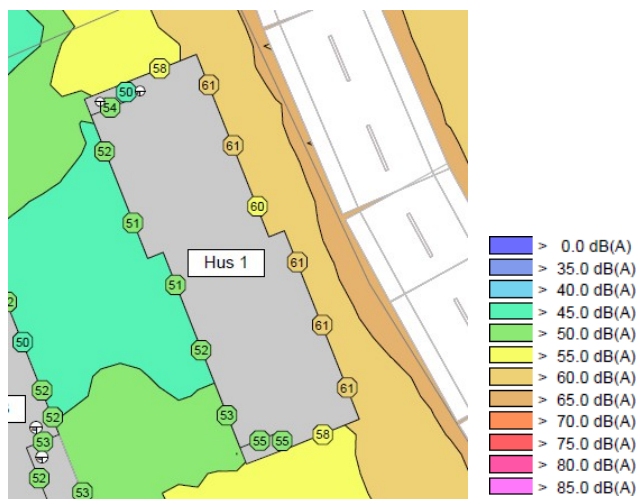 58
50
61
54
61
52
60
51
Hus 1
61
51
61
52
50
61
52
52
53
58
53
55 55
52
53
> 0.0 dB(A)
> 35.0 dB(A)
> 40.0 dB(A)
> 45.0 dB(A)
> 50.0 dB(A)
> 55.0 dB(A)
> 60.0 dB(A)
> 65.0 dB(A)
> 70.0 dB(A)
> 75.0 dB(A)
> 80.0 dB(A)
> 85.0 dB(A)